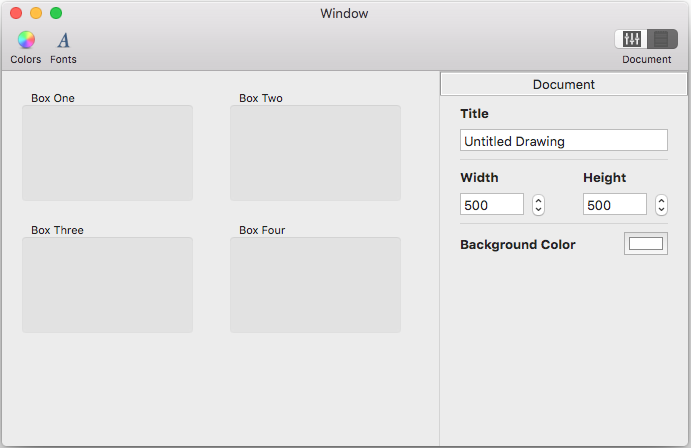 Window
Colors Fonts
Document
Box One
Box Two
Box Three
Box Four
Document
Title
Untitled Drawing
Width Height
500 500
Background Color